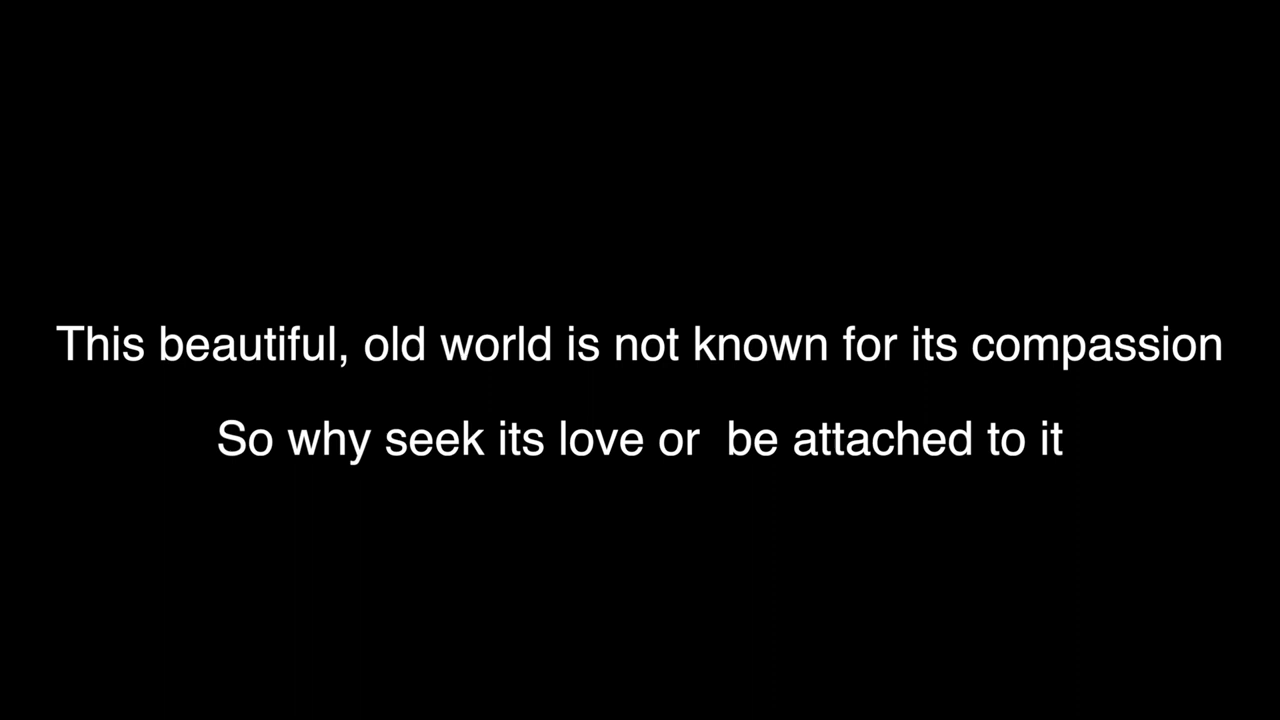 This beautiful, old world is not known for its compassion
So why seek its love or  be attached to it